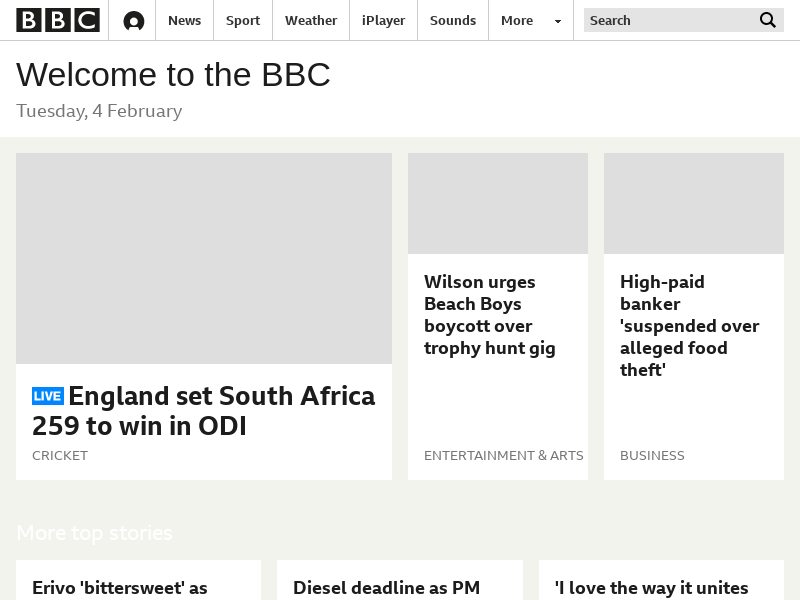 BBC
News
Sport
Weather
iPlayer
Sounds
More
Search
Welcome to the BBC
Tuesday, 4 February
LIVE England set South Africa
259 to win in ODI
CRICKET
Wilson urges
Beach Boys
boycott over
trophy hunt gig
ENTERTAINMENT & ARTS
High-paid
banker
'suspended over
alleged food
theft'
BUSINESS
More top stories
Erivo 'bittersweet' as
Diesel deadline as PM
'I love the way it unites